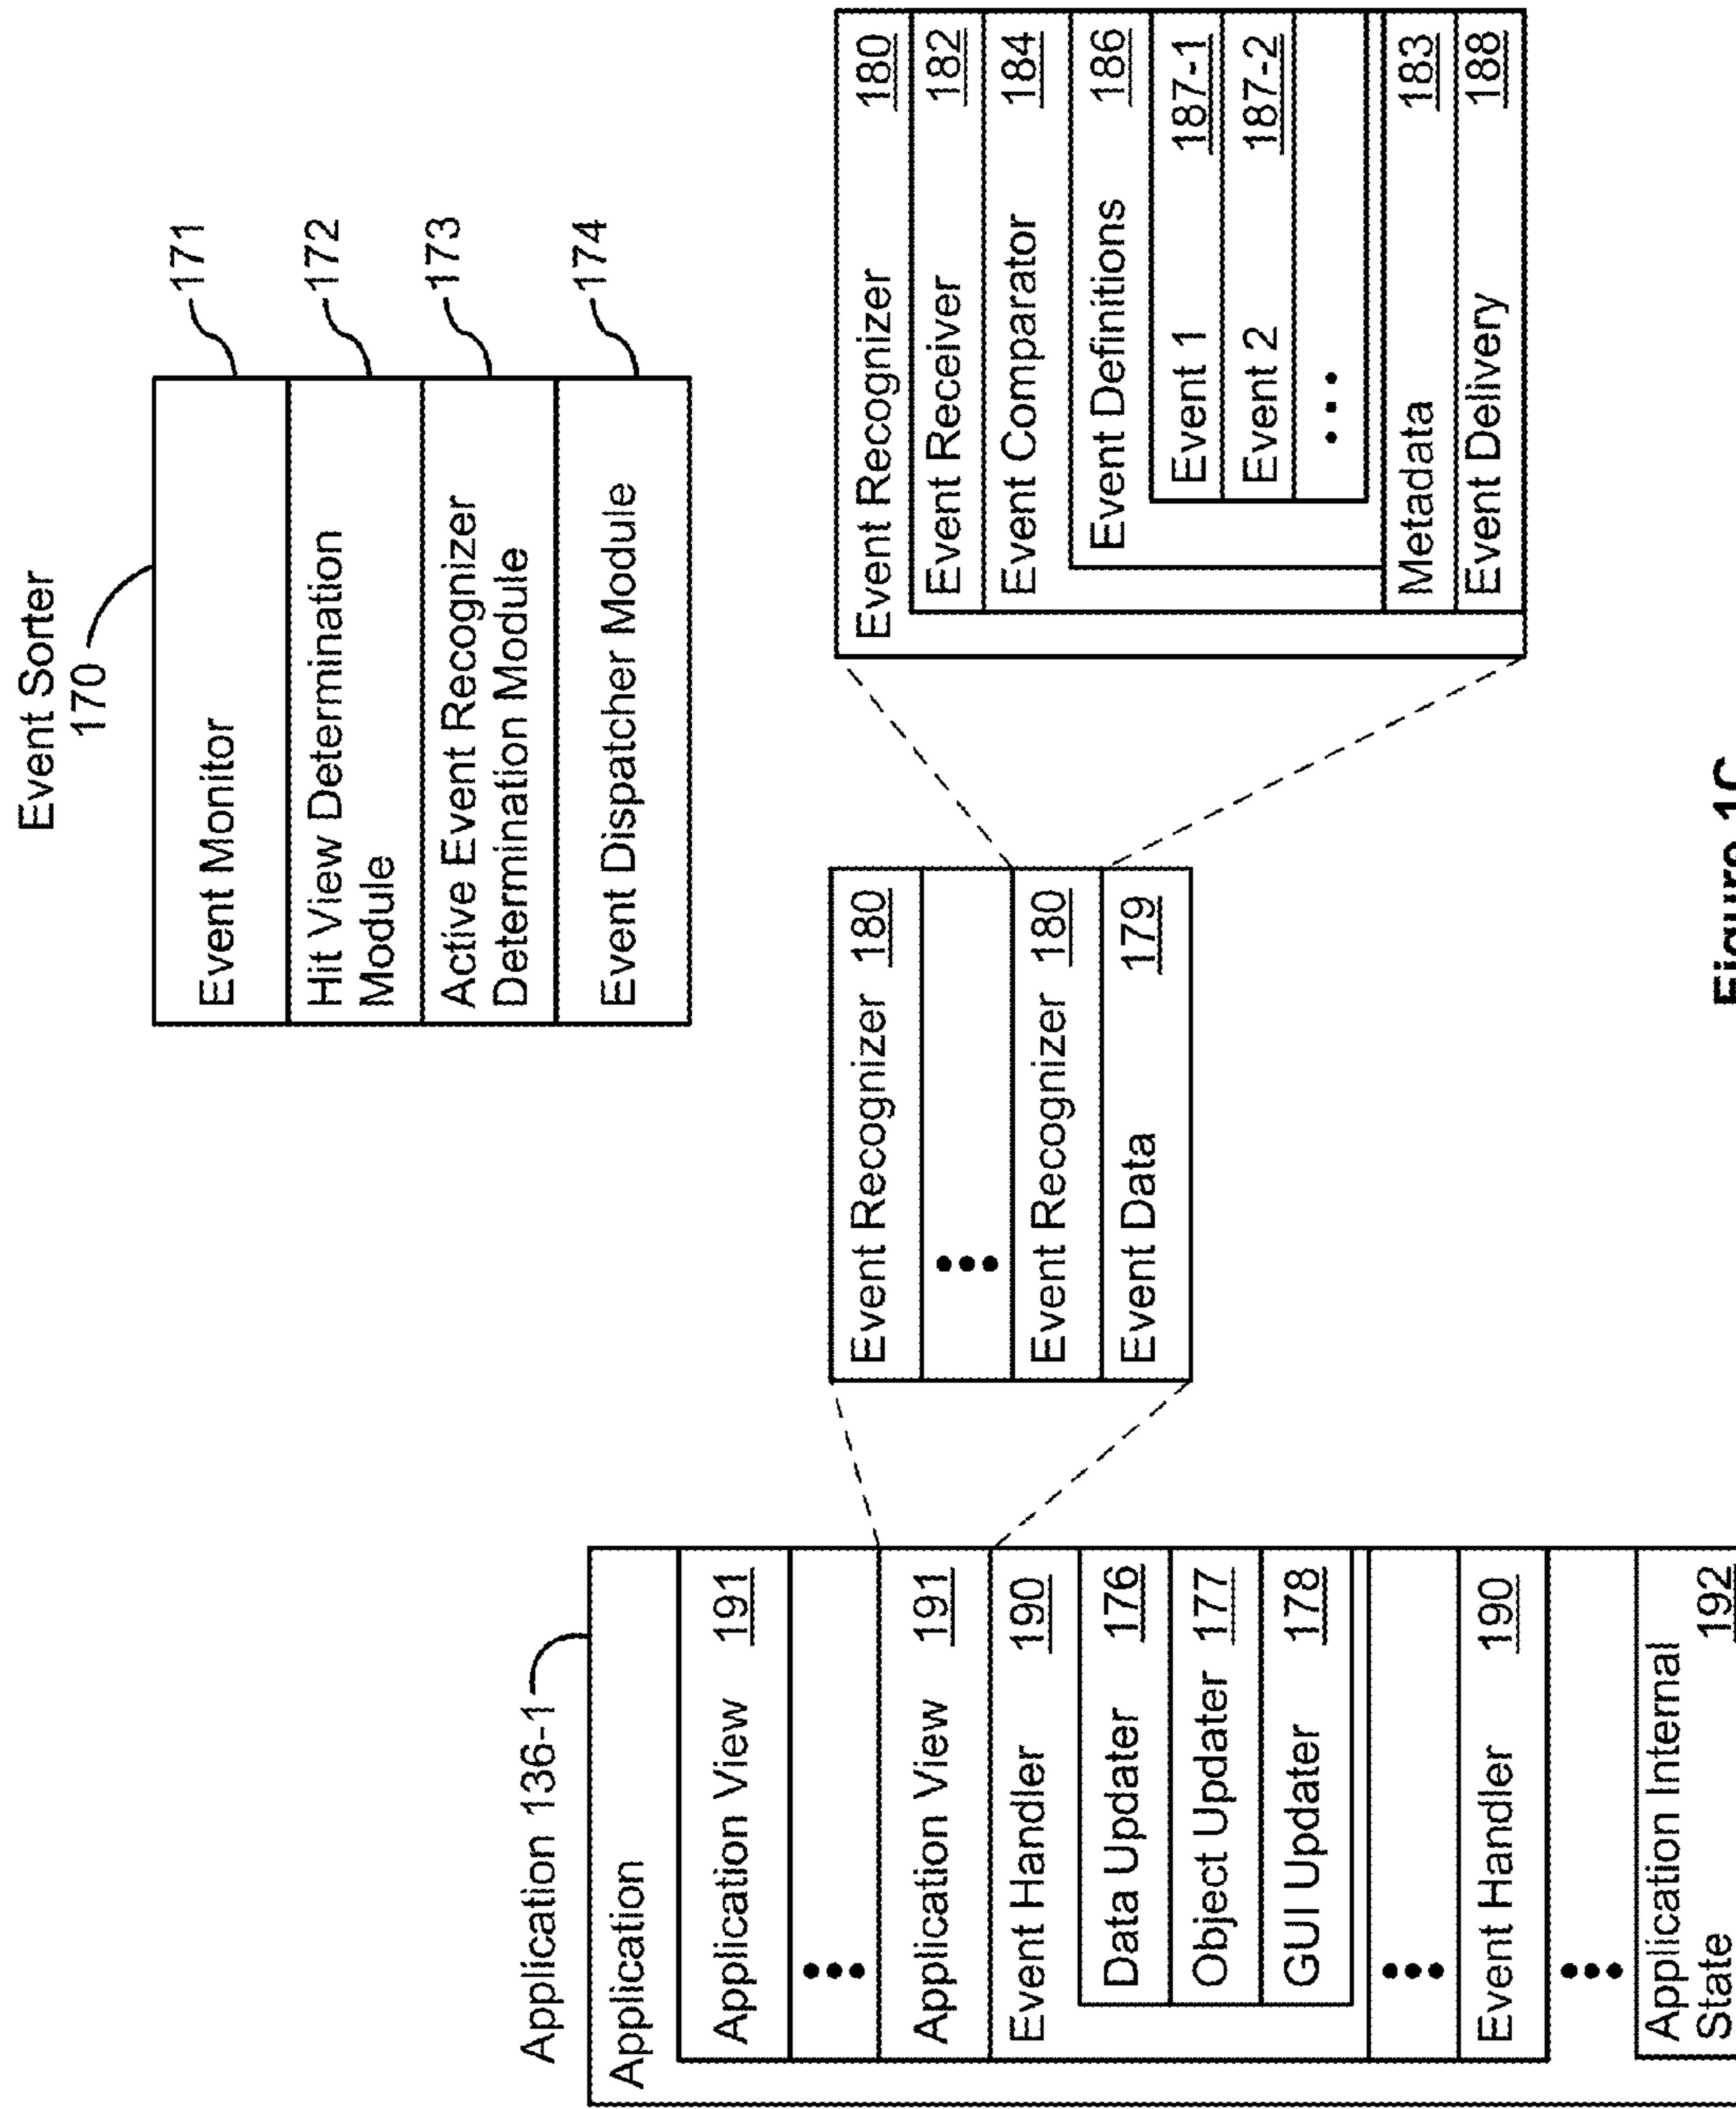 Event Sorter
170
Event Monitor
171
Hit View Determination
Module
172
Active Event Recognizer
Determination Module
173
Event Dispatcher Module
174
Application 136-1
Application
Application View 191
•••
Application View 191
Event Handler 190
Data Updater 176
Object Updater 177
GUI Updater 178
•••
Event Handler 190
•••
Application Internal
State 192
Event Recognizer 180
•••
Event Recognizer 180
Event Data 179
Event Recognizer 180
Event Receiver 182
Event Comparator 184
Event Definitions 186
Event 1 187-1
Event 2 187-2
•••
Metadata 183
Event Delivery 188
Figure 1C